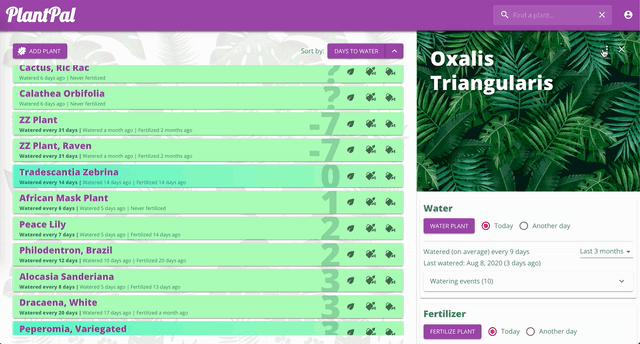 PlantPal
Find a plant...
ADD PLANT
Sort by:
DAYS TO WATER
Cactus, Ric Rac
Watered 6 days ago | Never fertilized
?
Calathea Orbifolia
Watered 6 days ago | Never fertilized
?
ZZ Plant
Watered every 31 days | Watered a month ago | Fertilized 2 months ago
-7
ZZ Plant, Raven
Watered every 31 days | Watered a month ago | Fertilized 2 months ago
-7
Tradescantia Zebrina
Watered every 14 days | Watered 14 days ago | Fertilized 14 days ago
0
African Mask Plant
Watered every 6 days | Watered 5 days ago | Never fertilized
1
Peace Lily
Watered every 7 days | Watered 5 days ago | Fertilized 14 days ago
2
Philodentron, Brazil
Watered every 12 days | Watered 10 days ago | Fertilized 20 days ago
2
Alocasia Sanderiana
Watered every 8 days | Watered 5 days ago | Fertilized 13 days ago
3
Dracaena, White
Watered every 20 days | Watered 17 days ago | Fertilized a month ago
3
Peperomia, Variegated
Oxalis
Triangularis
Water
WATER PLANT
Today
Another day
Watered (on average) every 9 days
Last 3 months
Last watered: Aug 8, 2020 (3 days ago)
Watering events (10)
Fertilizer
FERTILIZE PLANT
Today
Another day